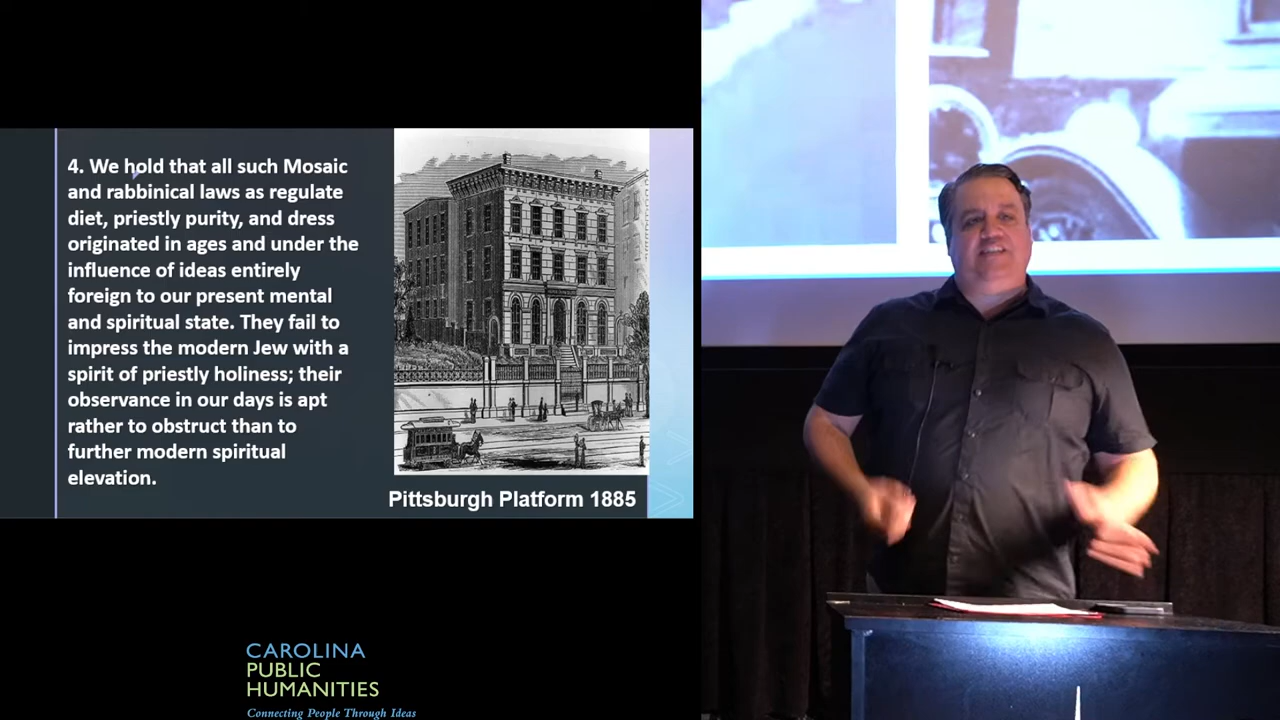 4. We hold that all such Mosaic
and rabbinical laws as regulate
diet, priestly purity, and dress
originated in ages and under the
influence of ideas entirely
foreign to our present mental
and spiritual state. They fail to
impress the modern Jew with a
spirit of priestly holiness; their
observance in our days is apt
rather to obstruct than to
further modern spiritual
elevation.
Pittsburgh Platform 1885
CAROLINA
PUBLIC
HUMANITIES
Connecting People Through Ideas